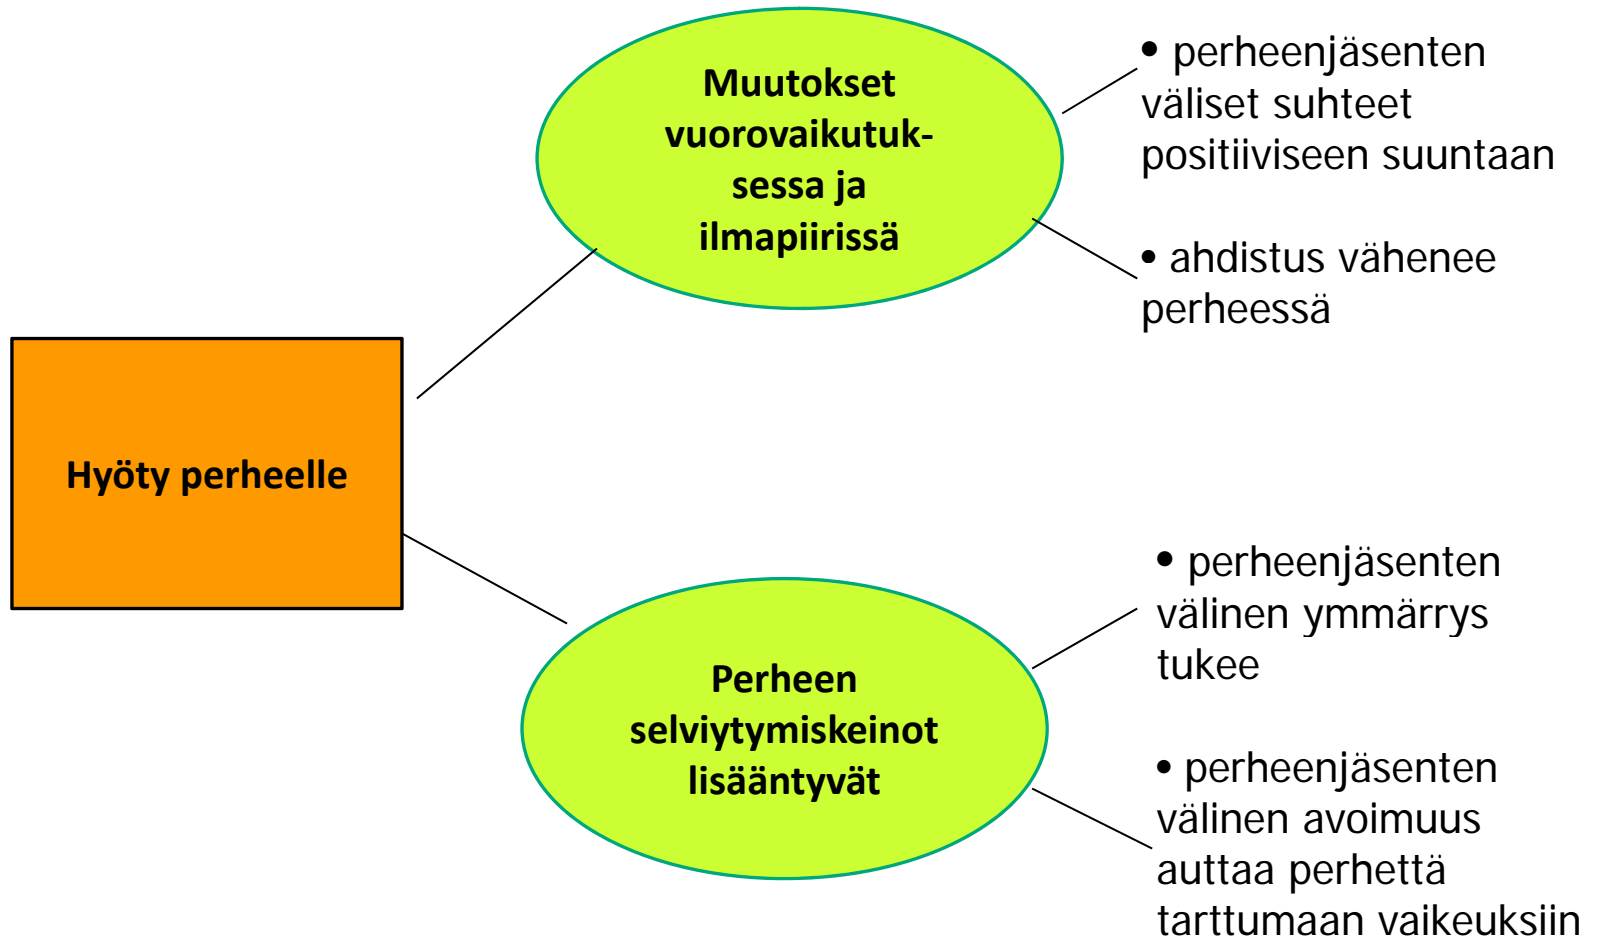 Muutokset
vuorovaikutuk-
sessa ja
ilmapiirissä
• perheenjäsenten
väliset suhteet
positiiviseen suuntaan
• ahdistus vähenee
perheessä
Hyöty perheelle
Perheen
selviytymiskeinot
lisääntyvät
• perheenjäsenten
välinen ymmärrys
tukee
• perheenjäsenten
välinen avoimuus
auttaa perhettä
tarttumaan vaikeuksiin